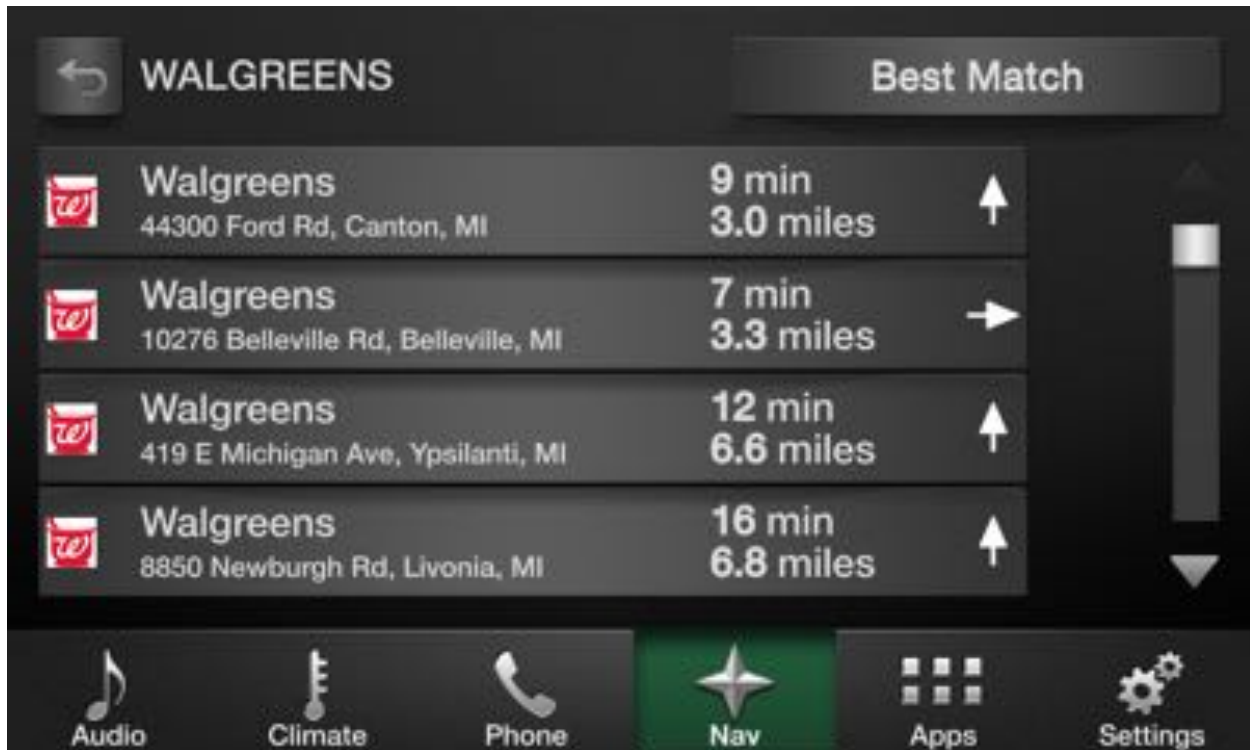 WALGREENS
Best Match
Walgreens
9 min
44300 Ford Rd, Canton, MI
3.0 miles
Walgreens
7 min
10276 Belleville Rd, Belleville, MI
3.3 miles
Walgreens
12 min
419 E Michigan Ave, Ypsilanti, MI
6.6 miles
Walgreens
16 min
8850 Newburgh Rd, Livonia, MI
6.8 miles
Audio
Climate
Phone
Nav
Apps
Settings